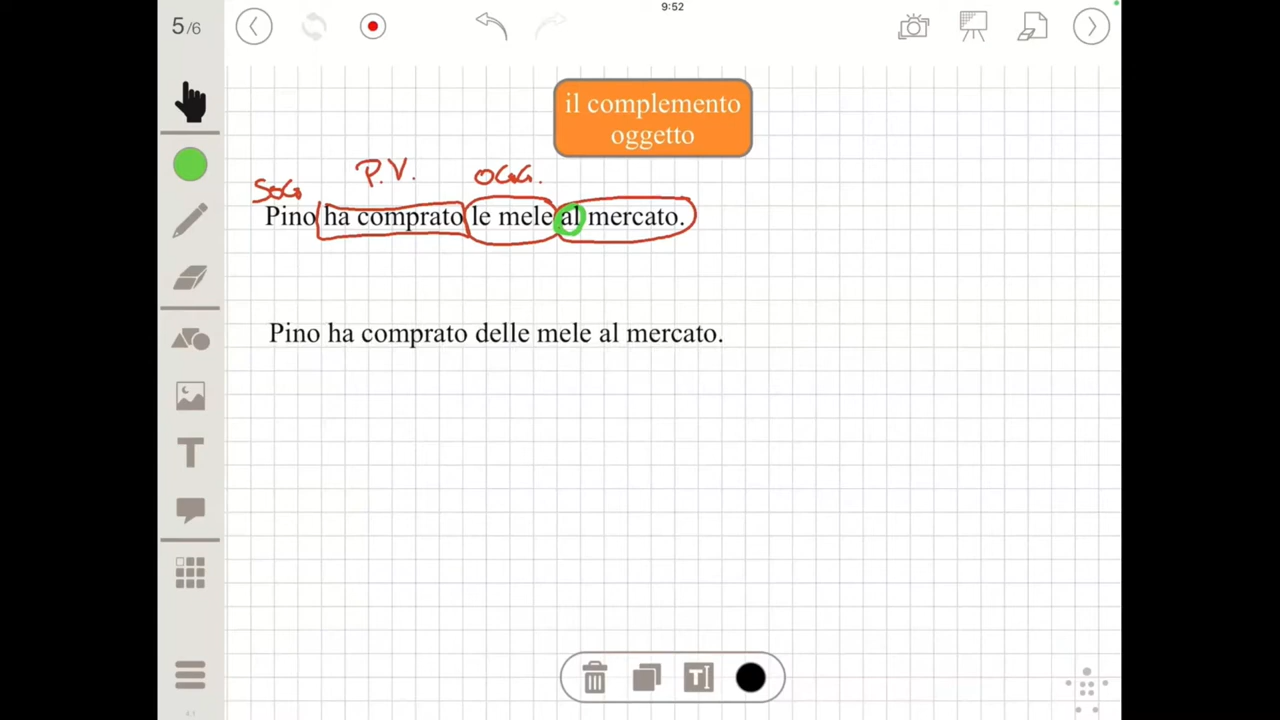 9:52
5/6
il complemento
oggetto
SOG P.V. OGG.
Pino ha comprato le mele al mercato.
Pino ha comprato delle mele al mercato.
T
T